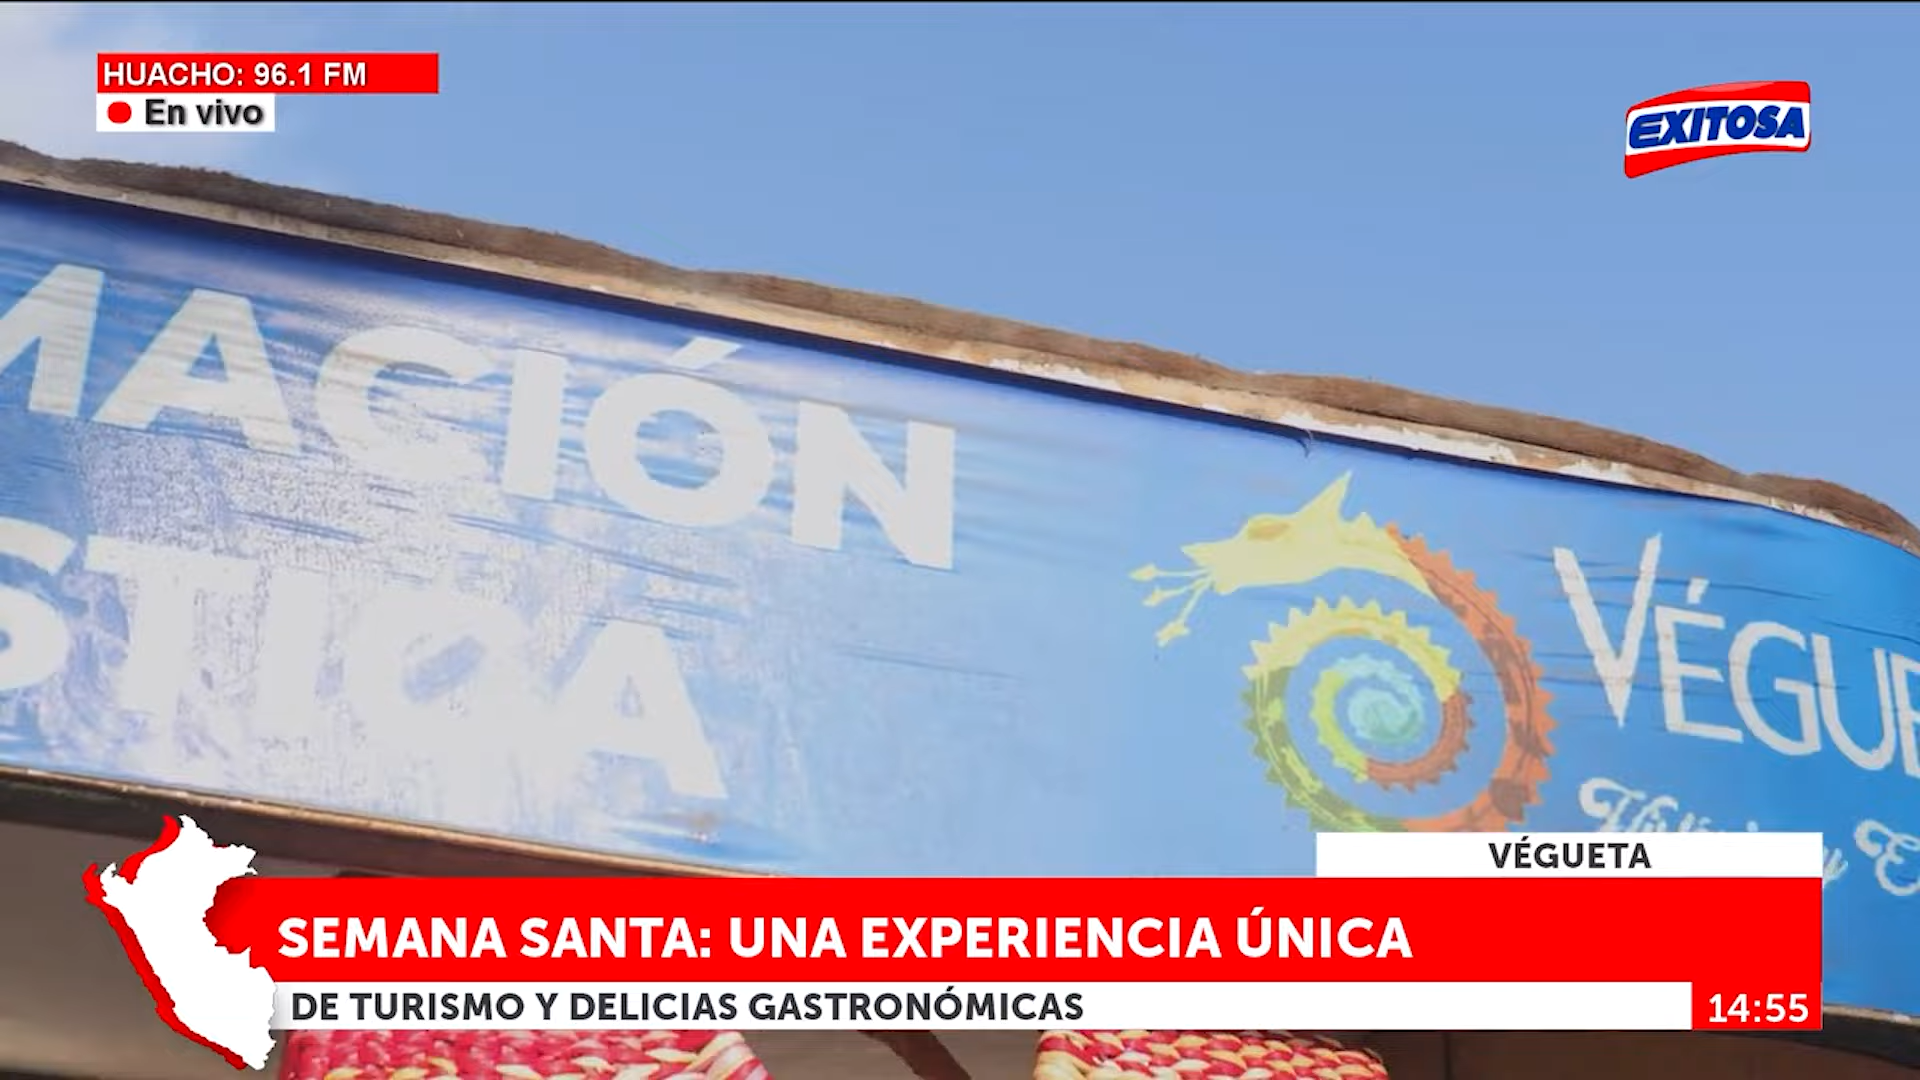 HUACHO: 96.1 FM
En vivo
EXITOSA
MACIÓN
STICA
VÉGUE
VÉGUETA
SEMANA SANTA: UNA EXPERIENCIA ÚNICA
DE TURISMO Y DELICIAS GASTRONÓMICAS
14:55